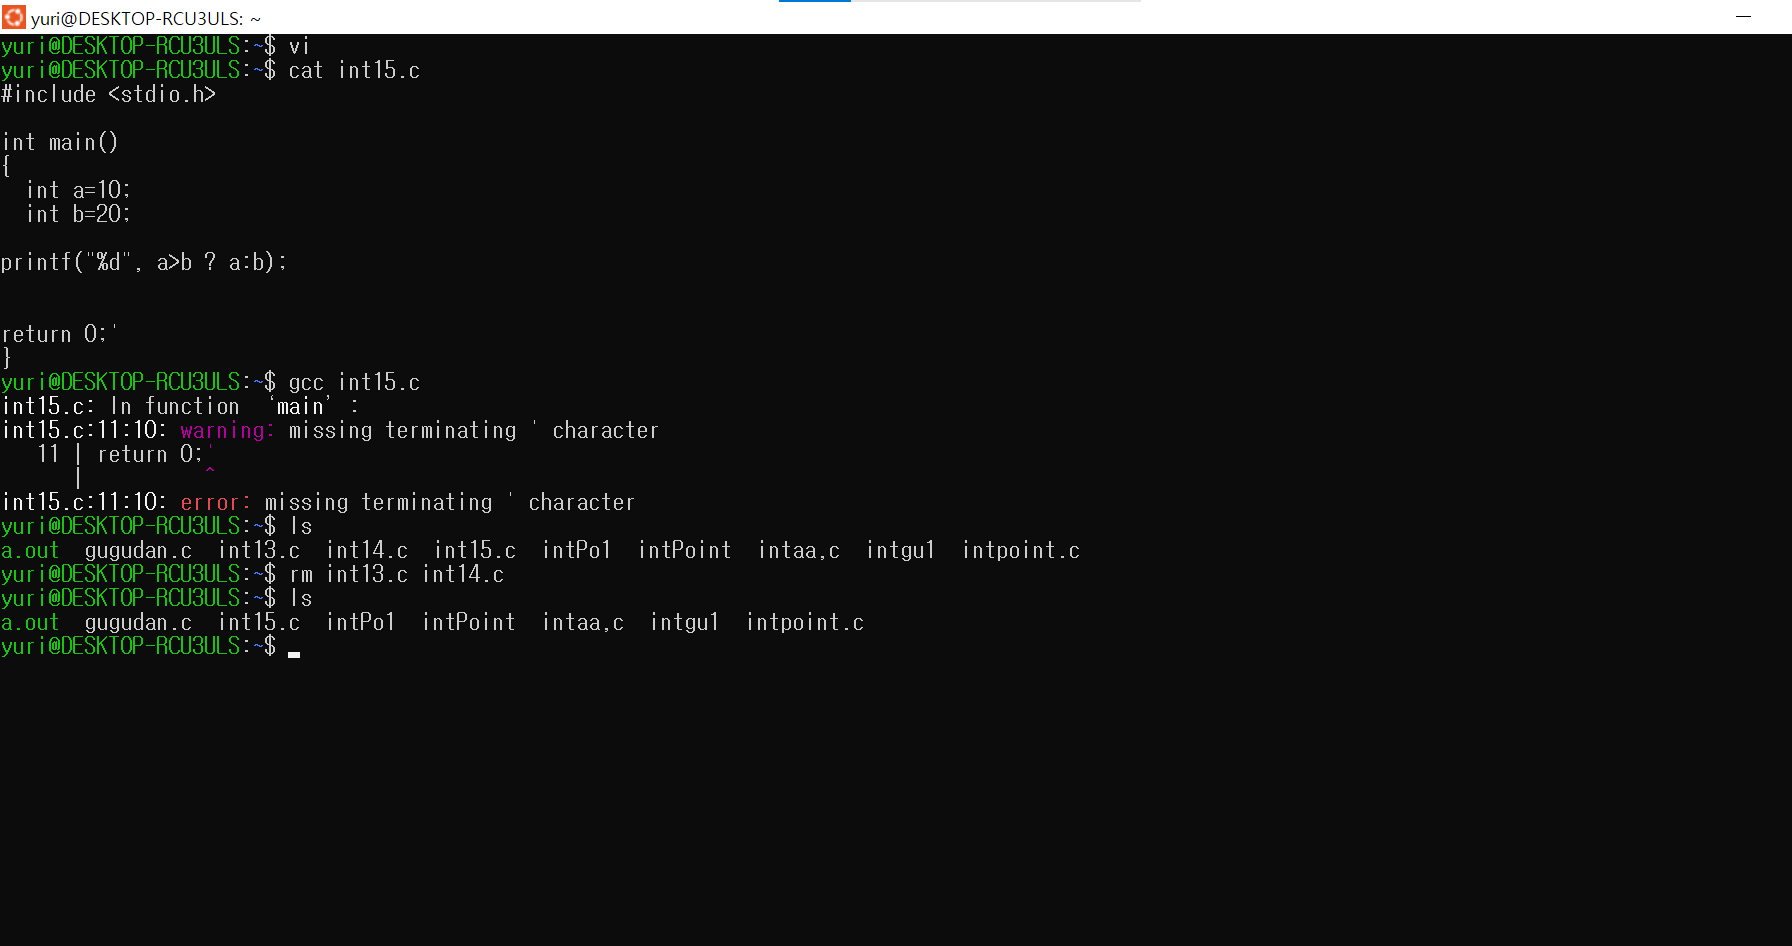 yuri@DESKTOP-RCU3ULS: ~
yuri@DESKTOP-RCU3ULS:~$ vi
yuri@DESKTOP-RCU3ULS:~$ cat int15.c
#include <stdio.h>
int main()
{
  int a=10;
  int b=20;
printf("%d", a>b ? a:b);
return 0;'
}
yuri@DESKTOP-RCU3ULS:~$ gcc int15.c
int15.c: In function ‘main’:
int15.c:11:10: warning: missing terminating ' character
   11 | return 0;'
      |          ^
int15.c:11:10: error: missing terminating ' character
yuri@DESKTOP-RCU3ULS:~$ ls
a.out  gugudan.c  int13.c  int14.c  int15.c  intPo1  intPoint  intaa,c  intgu1  intpoint.c
yuri@DESKTOP-RCU3ULS:~$ rm int13.c int14.c
yuri@DESKTOP-RCU3ULS:~$ ls
a.out  gugudan.c  int15.c  intPo1  intPoint  intaa,c  intgu1  intpoint.c
yuri@DESKTOP-RCU3ULS:~$